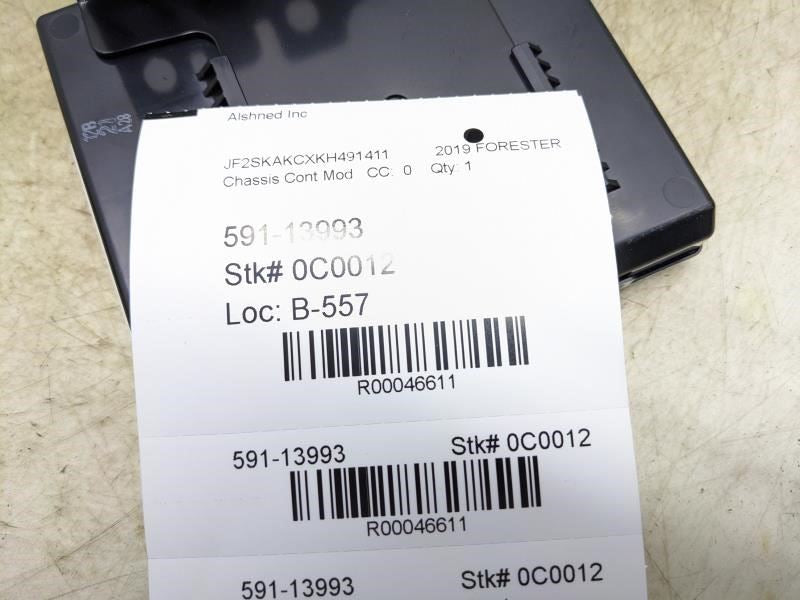 Alshned Inc
JF2SKAKCXKH491411 2019 FORESTER
Chassis Cont Mod CC: 0 Qty: 1
591-13993
Stk# 0C0012
Loc: B-557
R00046611
591-13993 Stk# 0C0012
R00046611
591-13993 Stk# 0C0012